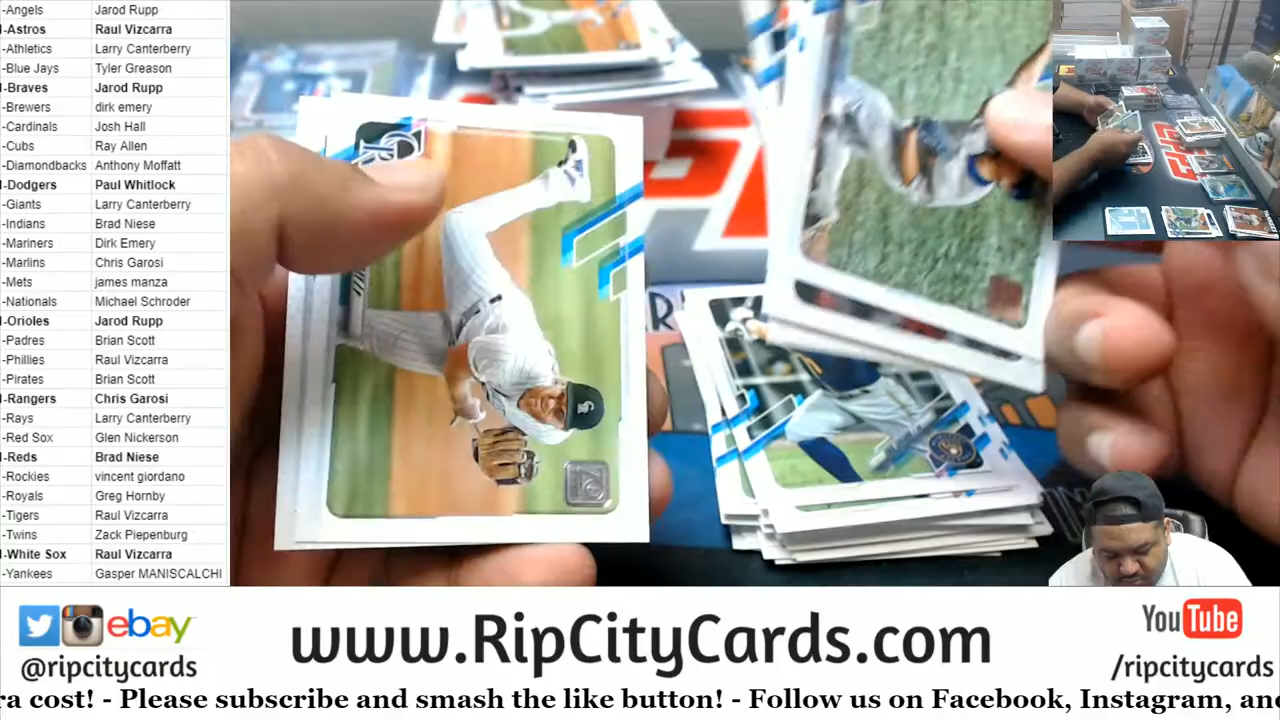 -Angels Jarod Rupp
-Astros Raul Vizcarra
-Athletics Larry Canterberry
-Blue Jays Tyler Greason
-Braves Jarod Rupp
-Brewers dirk emery
-Cardinals Josh Hall
-Cubs Ray Allen
-Diamondbacks Anthony Moffatt
-Dodgers Paul Whitlock
-Giants Larry Canterberry
-Indians Brad Niese
-Mariners Dirk Emery
-Marlins Chris Garosi
-Mets james manza
-Nationals Michael Schroder
-Orioles Jarod Rupp
-Padres Brian Scott
-Phillies Raul Vizcarra
-Pirates Brian Scott
-Rangers Chris Garosi
-Rays Larry Canterberry
-Red Sox Glen Nickerson
-Reds Brad Niese
-Rockies vincent giordano
-Royals Greg Hornby
-Tigers Raul Vizcarra
-Twins Zack Piepenburg
-White Sox Raul Vizcarra
-Yankees Gasper MANISCALCHI
ebay
@ripcitycards
www.RipCityCards.com
YouTube
/ripcitycards
ra cost! - Please subscribe and smash the like button! - Follow us on Facebook, Instagram, and